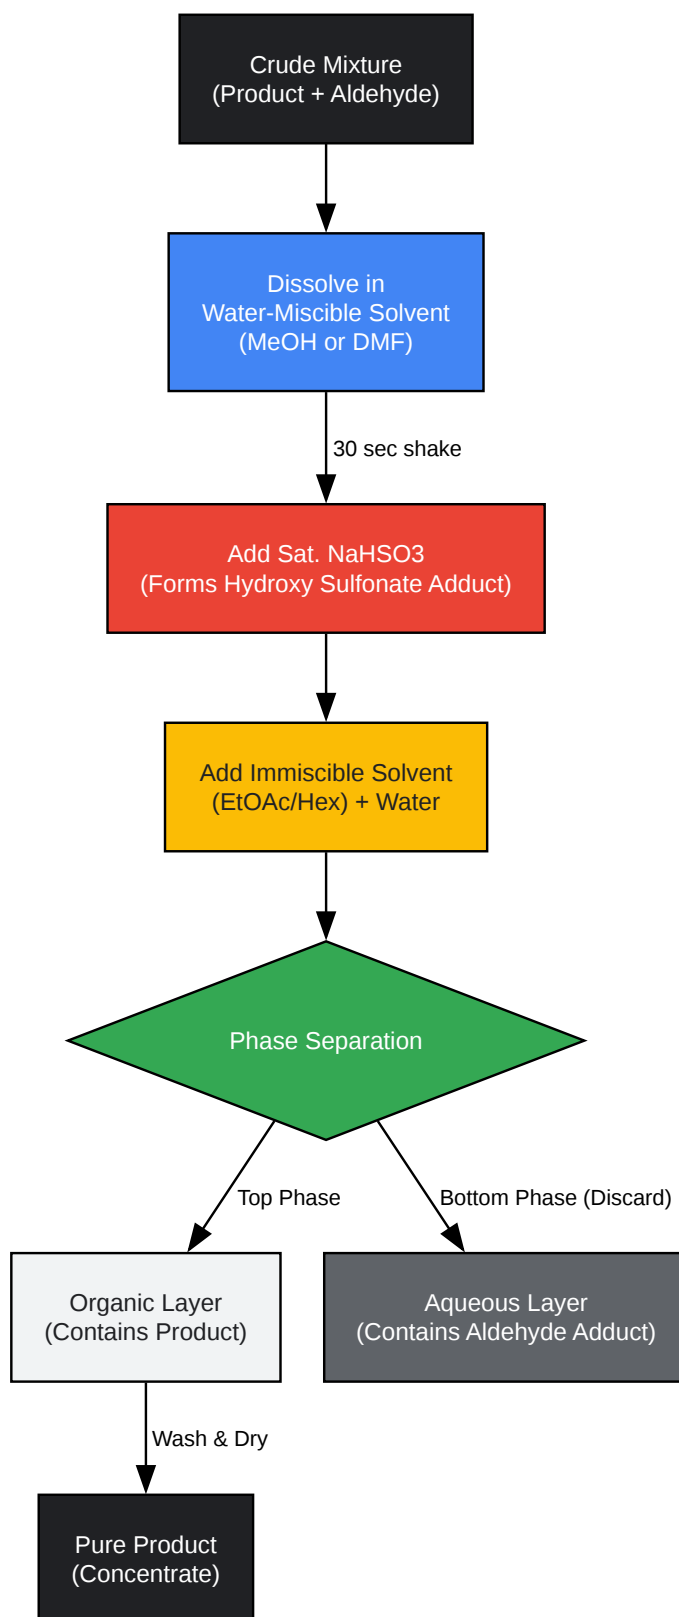 Crude Mixture
(Product + Aldehyde)
Dissolve in
Water-Miscible Solvent
(MeOH or DMF)
30 sec shake
Add Sat. NaHSO3
(Forms Hydroxy Sulfonate Adduct)
Add Immiscible Solvent
(EtOAc/Hex) + Water
Phase Separation
Top Phase
Bottom Phase (Discard)
Organic Layer
(Contains Product)
Aqueous Layer
(Contains Aldehyde Adduct)
Wash & Dry
Pure Product
(Concentrate)